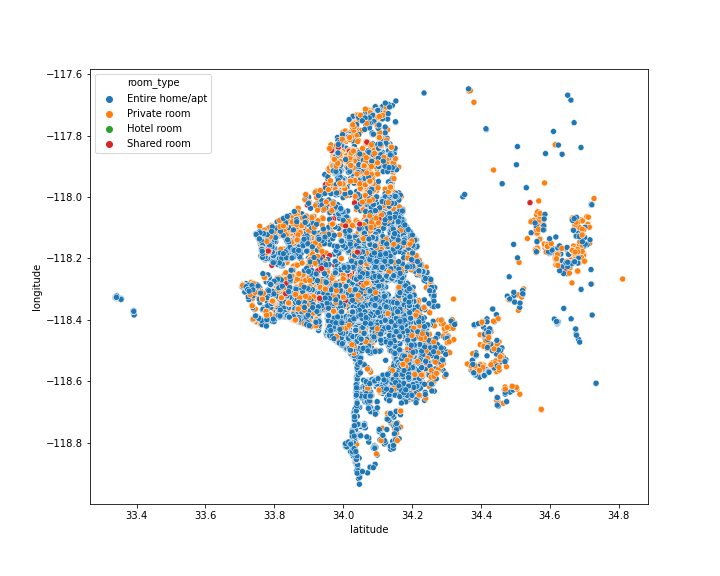 room_type
Entire home/apt
Private room
Hotel room
Shared room
−117.6
−117.8
−118.0
−118.2
−118.4
−118.6
−118.8
longitude
33.4 33.6 33.8 34.0 34.2 34.4 34.6 34.8
latitude